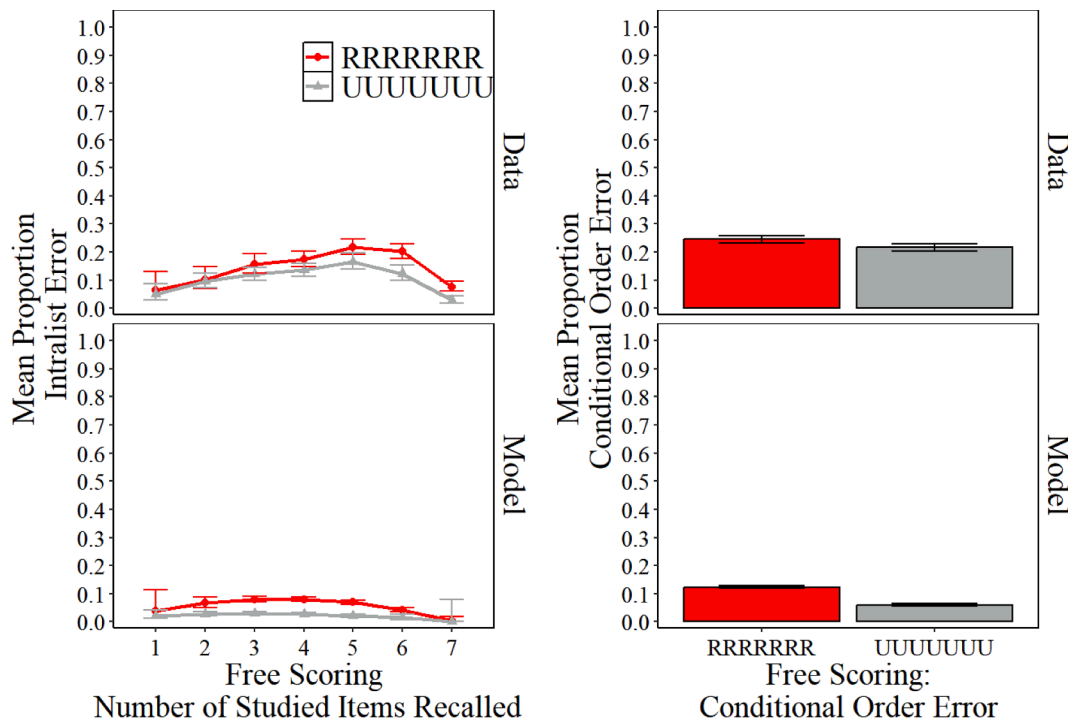 Mean Proportion
Intralist Error
1.0
0.9
0.8
0.7
0.6
0.5
0.4
0.3
0.2
0.1
0.0
RRRRRRR
UUUUUUU
Data
1.0
0.9
0.8
0.7
0.6
0.5
0.4
0.3
0.2
0.1
0.0
Model
1 2 3 4 5 6 7
Free Scoring
Number of Studied Items Recalled
Mean Proportion
Conditional Order Error
1.0
0.9
0.8
0.7
0.6
0.5
0.4
0.3
0.2
0.1
0.0
Data
1.0
0.9
0.8
0.7
0.6
0.5
0.4
0.3
0.2
0.1
0.0
Model
RRRRRRR UUUUUUU
Free Scoring:
Conditional Order Error